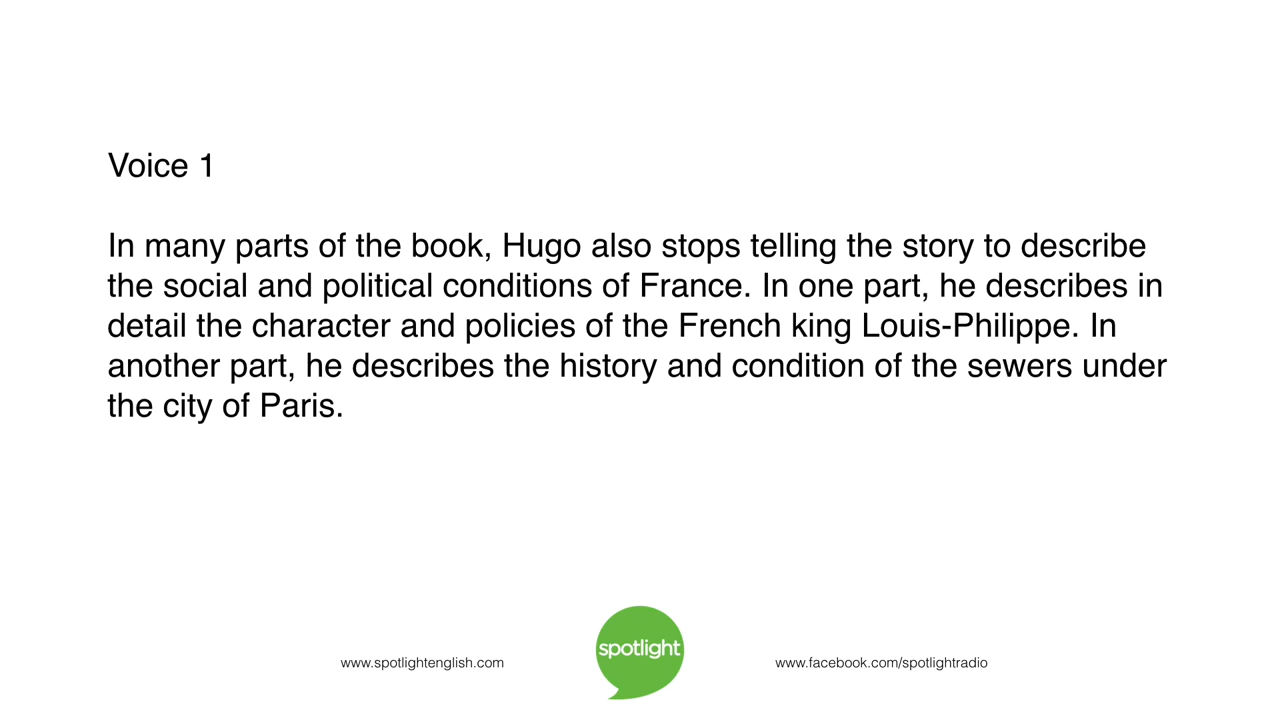 Voice 1
In many parts of the book, Hugo also stops telling the story to describe
the social and political conditions of France. In one part, he describes in
detail the character and policies of the French king Louis-Philippe. In
another part, he describes the history and condition of the sewers under
the city of Paris.
www.spotlightenglish.com
spotlight
www.facebook.com/spotlightradio